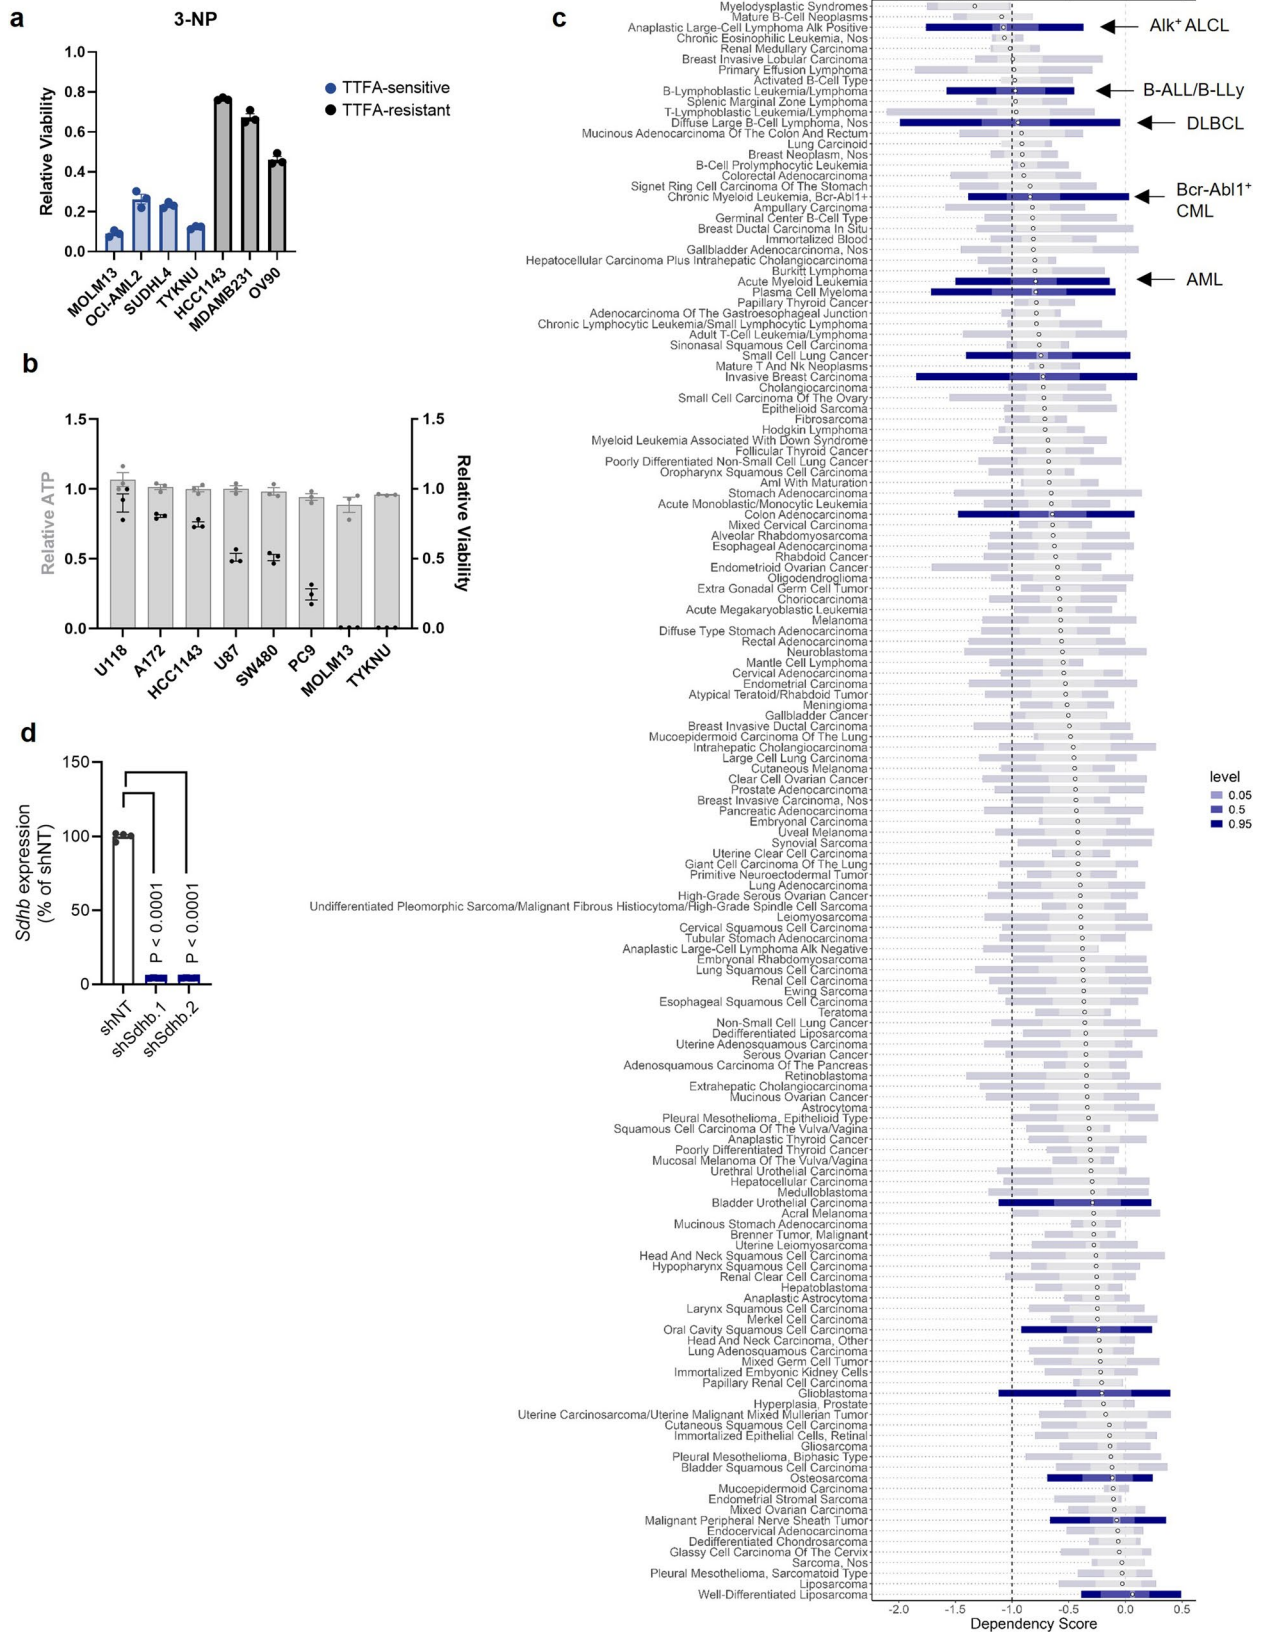 a
3-NP
Relative Viability
1.0
0.8
0.6
0.4
0.2
0.0
TTFA-sensitive
TTFA-resistant
MOLM13
OCI-AML2
SUDHL4
TYKNU
HCC1143
MDAMB231
OV90
b
Relative ATP
1.5
1.0
0.5
0.0
1.5
1.0
0.5
0.0
Relative Viability
U118
A172
HCC1143
U87
SW480
PC9
MOLM13
TYKNU
d
Sdhb expression
(% of shNT)
150
100
50
0
P < 0.0001
P < 0.0001
shNT
shSdhb.1
shSdhb.2
c
Myelodysplastic Syndromes
Mature B-Cell Neoplasms
Anaplastic Large-Cell Lymphoma Alk Positive
Chronic Eosinophilic Leukemia, Nos
Renal Medullary Carcinoma
Breast Invasive Lobular Carcinoma
Primary Effusion Lymphoma
Activated B-Cell Type
B-Lymphoblastic Leukemia/Lymphoma
Splenic Marginal Zone Lymphoma
T-Lymphoblastic Leukemia/Lymphoma
Diffuse Large B-Cell Lymphoma, Nos
Mucinous Adenocarcinoma Of The Colon And Rectum
Lung Carcinoid
Breast Neoplasm, Nos
B-Cell Prolymphocytic Leukemia
Colorectal Adenocarcinoma
Signet Ring Cell Carcinoma Of The Stomach
Chronic Myeloid Leukemia, Bcr-Abl1+
Ampullary Carcinoma
Germinal Center B-Cell Type
Breast Ductal Carcinoma In Situ
Immortalized Blood
Gallbladder Adenocarcinoma, Nos
Hepatocellular Carcinoma Plus Intrahepatic Cholangiocarcinoma
Burkitt Lymphoma
Acute Myeloid Leukemia
Plasma Cell Myeloma
Papillary Thyroid Cancer
Adenocarcinoma Of The Gastroesophageal Junction
Chronic Lymphocytic Leukemia/Small Lymphocytic Lymphoma
Adult T-Cell Leukemia/Lymphoma
Sinonasal Squamous Cell Carcinoma
Small Cell Lung Cancer
Mature T And Nk Neoplasms
Invasive Breast Carcinoma
Cholangiocarcinoma
Small Cell Carcinoma Of The Ovary
Epithelioid Sarcoma
Fibrosarcoma
Hodgkin Lymphoma
Myeloid Leukemia Associated With Down Syndrome
Follicular Thyroid Cancer
Poorly Differentiated Non-Small Cell Lung Cancer
Oropharynx Squamous Cell Carcinoma
Aml With Maturation
Stomach Adenocarcinoma
Acute Monoblastic/Monocytic Leukemia
Colon Adenocarcinoma
Mixed Cervical Carcinoma
Alveolar Rhabdomyosarcoma
Esophageal Adenocarcinoma
Rhabdoid Cancer
Endometrioid Ovarian Cancer
Oligodendroglioma
Extra Gonadal Germ Cell Tumor
Choriocarcinoma
Acute Megakaryoblastic Leukemia
Melanoma
Diffuse Type Stomach Adenocarcinoma
Rectal Adenocarcinoma
Neuroblastoma
Mantle Cell Lymphoma
Cervical Adenocarcinoma
Endometrial Carcinoma
Atypical Teratoid/Rhabdoid Tumor
Meningioma
Gallbladder Cancer
Breast Invasive Ductal Carcinoma
Mucoepidermoid Carcinoma Of The Lung
Intrahepatic Cholangiocarcinoma
Large Cell Lung Carcinoma
Cutaneous Melanoma
Clear Cell Ovarian Cancer
Prostate Adenocarcinoma
Breast Invasive Carcinoma, Nos
Pancreatic Adenocarcinoma
Embryonal Carcinoma
Uveal Melanoma
Synovial Sarcoma
Uterine Clear Cell Carcinoma
Giant Cell Carcinoma Of The Lung
Primitive Neuroectodermal Tumor
Lung Adenocarcinoma
High-Grade Serous Ovarian Cancer
Undifferentiated Pleomorphic Sarcoma/Malignant Fibrous Histiocytoma/High-Grade Spindle Cell Sarcoma
Leiomyosarcoma
Cervical Squamous Cell Carcinoma
Tubular Stomach Adenocarcinoma
Anaplastic Large-Cell Lymphoma Alk Negative
Embryonal Rhabdomyosarcoma
Lung Squamous Cell Carcinoma
Renal Cell Carcinoma
Ewing Sarcoma
Esophageal Squamous Cell Carcinoma
Teratoma
Non-Small Cell Lung Cancer
Dedifferentiated Liposarcoma
Uterine Adenosquamous Carcinoma
Serous Ovarian Cancer
Adenosquamous Carcinoma Of The Pancreas
Retinoblastoma
Extrahepatic Cholangiocarcinoma
Mucinous Ovarian Cancer
Astrocytoma
Pleural Mesothelioma, Epithelioid Type
Squamous Cell Carcinoma Of The Vulva/Vagina
Anaplastic Thyroid Cancer
Poorly Differentiated Thyroid Cancer
Mucosal Melanoma Of The Vulva/Vagina
Urethral Urothelial Carcinoma
Hepatocellular Carcinoma
Medulloblastoma
Bladder Urothelial Carcinoma
Acral Melanoma
Mucinous Stomach Adenocarcinoma
Brenner Tumor, Malignant
Uterine Leiomyosarcoma
Head And Neck Squamous Cell Carcinoma
Hypopharynx Squamous Cell Carcinoma
Renal Clear Cell Carcinoma
Hepatoblastoma
Anaplastic Astrocytoma
Larynx Squamous Cell Carcinoma
Merkel Cell Carcinoma
Oral Cavity Squamous Cell Carcinoma
Head And Neck Carcinoma, Other
Lung Adenosquamous Carcinoma
Mixed Germ Cell Tumor
Immortalized Embyonic Kidney Cells
Papillary Renal Cell Carcinoma
Glioblastoma
Hyperplasia, Prostate
Uterine Carcinosarcoma/Uterine Malignant Mixed Mullerian Tumor
Cutaneous Squamous Cell Carcinoma
Immortalized Epithelial Cells, Retinal
Gliosarcoma
Pleural Mesothelioma, Biphasic Type
Bladder Squamous Cell Carcinoma
Osteosarcoma
Mucoepidermoid Carcinoma
Endometrial Stromal Sarcoma
Mixed Ovarian Carcinoma
Malignant Peripheral Nerve Sheath Tumor
Endocervical Adenocarcinoma
Dedifferentiated Chondrosarcoma
Glassy Cell Carcinoma Of The Cervix
Sarcoma, Nos
Pleural Mesothelioma, Sarcomatoid Type
Liposarcoma
Well-Differentiated Liposarcoma
-2.0
-1.5
-1.0
-0.5
0.0
0.5
Dependency Score
Alk⁺ ALCL
B-ALL/B-LLy
DLBCL
Bcr-Abl1⁺
CML
AML
level
0.05
0.5
0.95